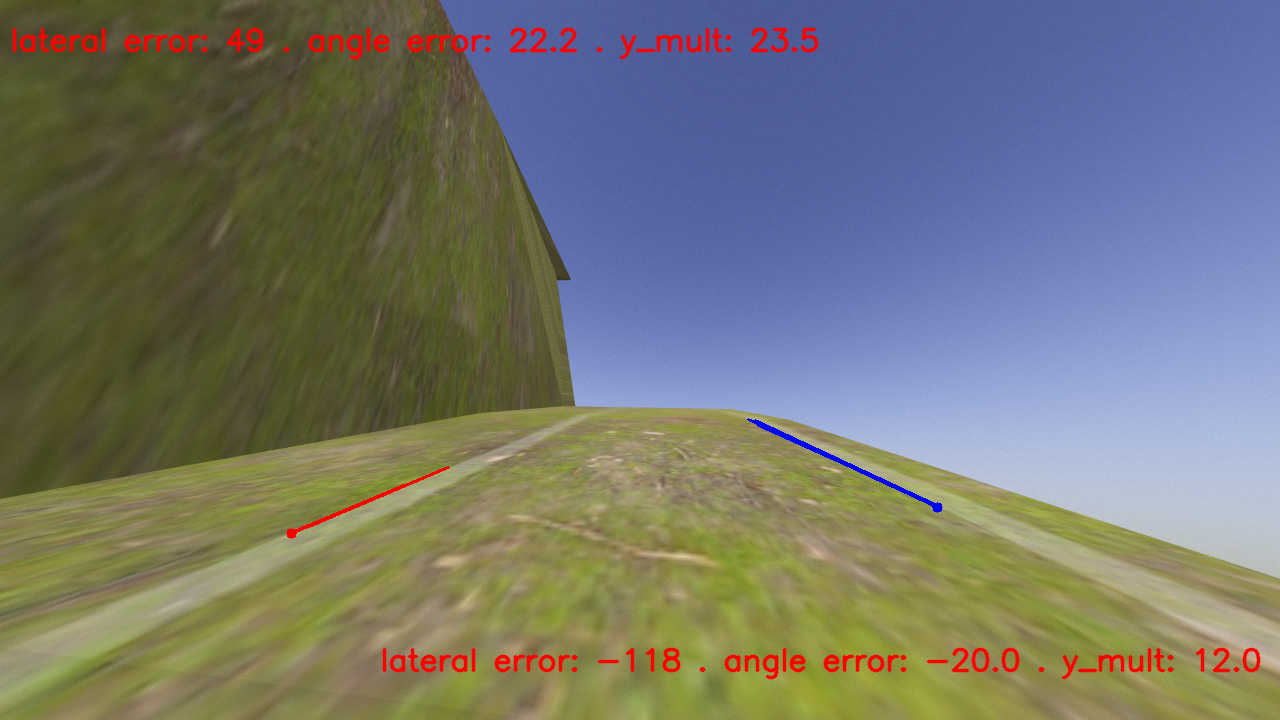 lateral error: 49 . angle error: 22.2 . y_mult: 23.5
lateral error: -118 . angle error: -20.0 . y_mult: 12.0